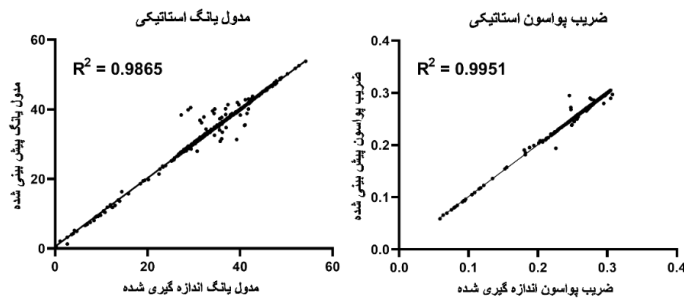 مدول یانگ استاتیکی
R² = 0.9865
مدول یانگ پیش بینی شده
60
40
20
0
0 20 40 60
مدول یانگ اندازه گیری شده
ضریب پواسون استاتیکی
R² = 0.9951
ضریب پواسون پیش بینی شده
0.4
0.3
0.2
0.1
0.0
0.0 0.1 0.2 0.3 0.4
ضریب پواسون اندازه گیری شده